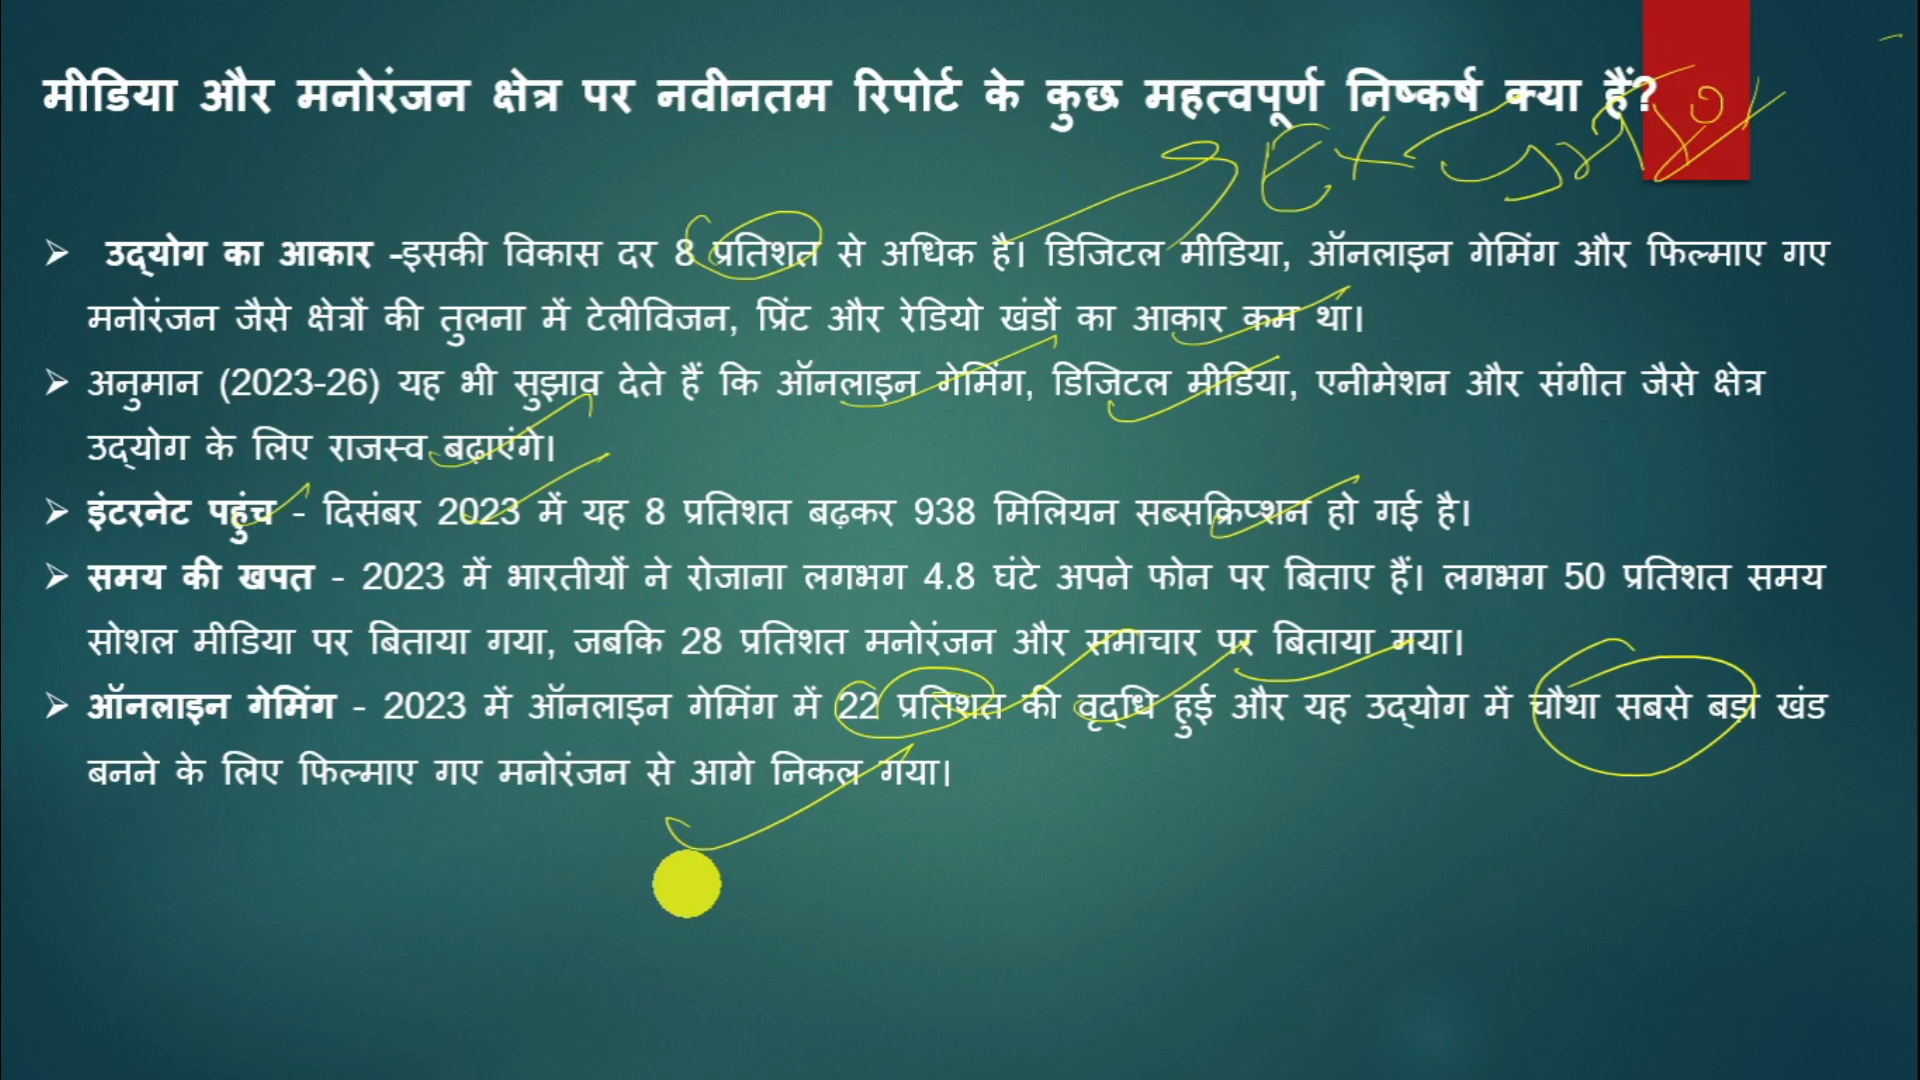 मीडिया और मनोरंजन क्षेत्र पर नवीनतम रिपोर्ट के कुछ महत्वपूर्ण निष्कर्ष क्या हैं?
➢ उद्योग का आकार -इसकी विकास दर 8 प्रतिशत से अधिक है। डिजिटल मीडिया, ऑनलाइन गेमिंग और फिल्माए गए
मनोरंजन जैसे क्षेत्रों की तुलना में टेलीविजन, प्रिंट और रेडियो खंडों का आकार कम था।
➢ अनुमान (2023-26) यह भी सुझाव देते हैं कि ऑनलाइन गेमिंग, डिजिटल मीडिया, एनीमेशन और संगीत जैसे क्षेत्र
उद्योग के लिए राजस्व बढ़ाएंगे।
➢ इंटरनेट पहुंच - दिसंबर 2023 में यह 8 प्रतिशत बढ़कर 938 मिलियन सब्सक्रिप्शन हो गई है।
➢ समय की खपत - 2023 में भारतीयों ने रोजाना लगभग 4.8 घंटे अपने फोन पर बिताए हैं। लगभग 50 प्रतिशत समय
सोशल मीडिया पर बिताया गया, जबकि 28 प्रतिशत मनोरंजन और समाचार पर बिताया गया।
➢ ऑनलाइन गेमिंग - 2023 में ऑनलाइन गेमिंग में 22 प्रतिशत की वृद्धि हुई और यह उद्योग में चौथा सबसे बड़ा खंड
बनने के लिए फिल्माए गए मनोरंजन से आगे निकल गया।